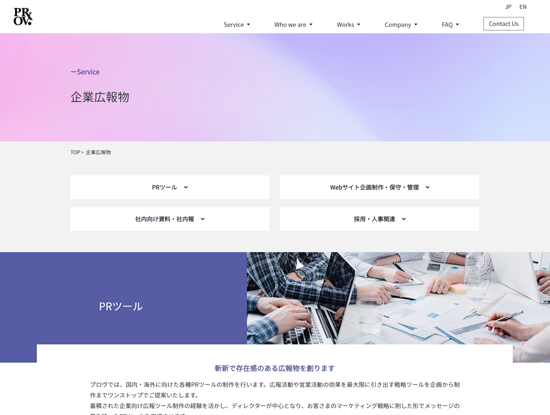 PR
OV.
JP EN
Service Who we are Works Company FAQ Contact Us
ーService
企業広報物
TOP> 企業広報物
PRツール Webサイト企画制作・保守・管理
社内向け資料・社内報 採用・人事関連
PRツール
斬新で存在感のある広報物を創ります
プロヴでは、国内・海外に向けた各種PRツールの制作を行います。広報活動や営業活動の効果を最大限に引き出す戦略ツールを企画から制
作までワンストップでご提案いたします。
蓄積された企業向け広報ツール制作の経験を活かし、ディレクターが中心となり、お客さまのマーケティング戦略に則した形でメッセージの